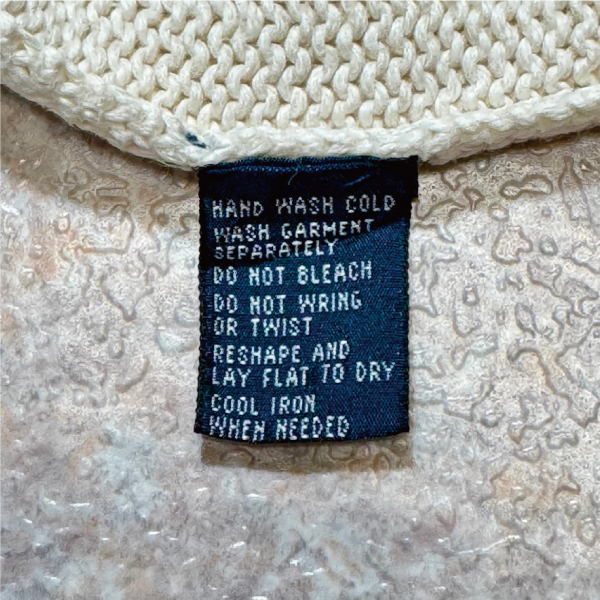 HAND WASH COLD
WASH GARMENT
SEPARATELY
DO NOT BLEACH
DO NOT WRING
OR TWIST
RESHAPE AND
LAY FLAT TO DRY
COOL IRON
WHEN NEEDED